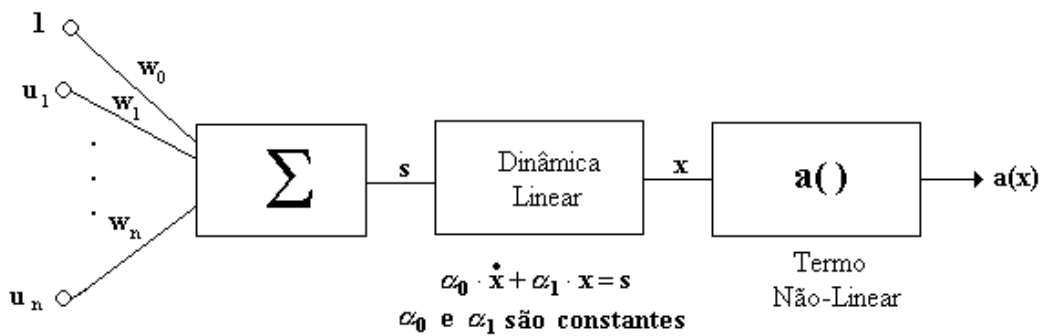 1
w₀
u₁
w₁
wₙ
uₙ
Σ
s
Dinâmica
Linear
α₀ · ẋ + α₁ · x = s
α₀ e α₁ são constantes
x
a( )
Termo
Não-Linear
a(x)